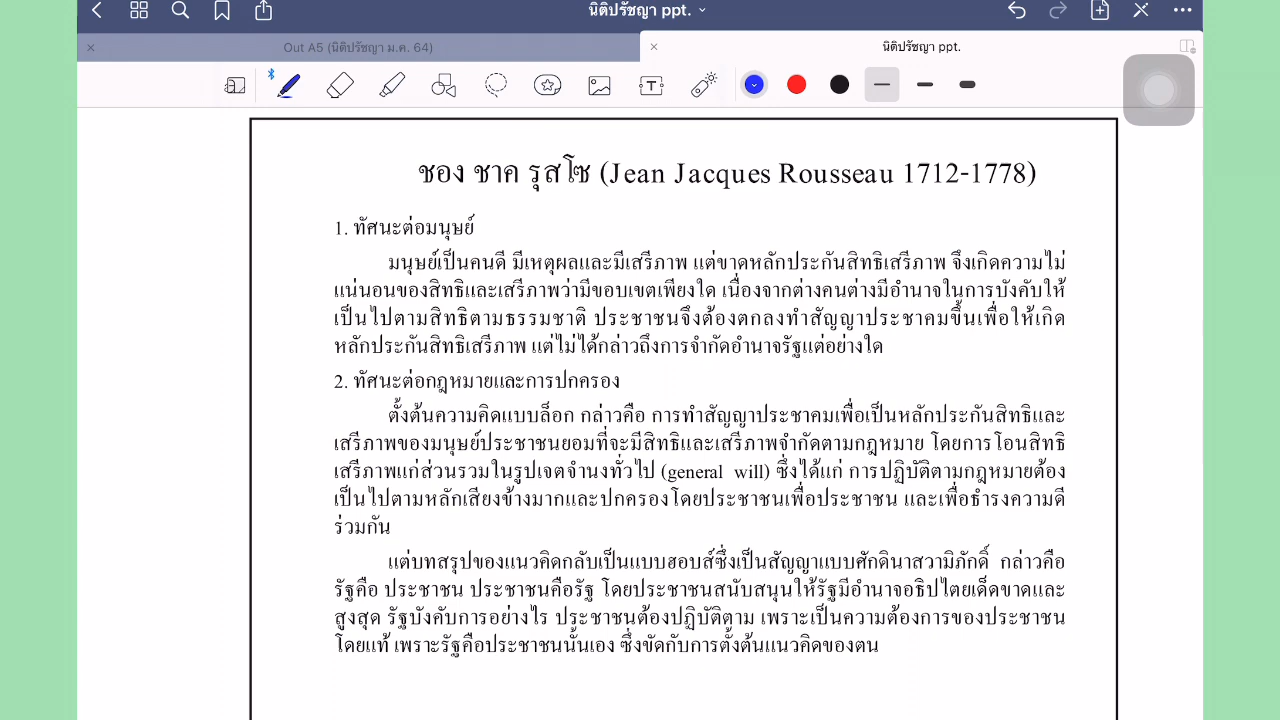 นิติปรัชญา ppt.
Out A5 (นิติปรัชญา ม.ค. 64)
นิติปรัชญา ppt.
ชอง ชาค รุสโซ (Jean Jacques Rousseau 1712-1778)
1. ทัศนะต่อมนุษย์
มนุษย์เป็นคนดี มีเหตุผลและมีเสรีภาพ แต่ขาดหลักประกันสิทธิเสรีภาพ จึงเกิดความไม่
แน่นอนของสิทธิและเสรีภาพว่ามีขอบเขตเพียงใด เนื่องจากต่างคนต่างมีอำนาจในการบังคับให้
เป็นไปตามสิทธิตามธรรมชาติ ประชาชนจึงต้องตกลงทำสัญญาประชาคมขึ้นเพื่อให้เกิด
หลักประกันสิทธิเสรีภาพ แต่ไม่ได้กล่าวถึงการจำกัดอำนาจรัฐแต่อย่างใด
2. ทัศนะต่อกฎหมายและการปกครอง
ตั้งต้นความคิดแบบล็อก กล่าวคือ การทำสัญญาประชาคมเพื่อเป็นหลักประกันสิทธิและ
เสรีภาพของมนุษย์ประชาชนยอมที่จะมีสิทธิและเสรีภาพจำกัดตามกฎหมาย โดยการโอนสิทธิ
เสรีภาพแก่ส่วนรวมในรูปเจตจำนงทั่วไป (general will) ซึ่งได้แก่ การปฏิบัติตามกฎหมายต้อง
เป็นไปตามหลักเสียงข้างมากและปกครองโดยประชาชนเพื่อประชาชน และเพื่อธำรงความดี
ร่วมกัน
แต่บทสรุปของแนวคิดกลับเป็นแบบฮอบส์ซึ่งเป็นสัญญาแบบศักดินาสวามิภักดิ์ กล่าวคือ
รัฐคือ ประชาชน ประชาชนคือรัฐ โดยประชาชนสนับสนุนให้รัฐมีอำนาจอธิปไตยเด็ดขาดและ
สูงสุด รัฐบังคับการอย่างไร ประชาชนต้องปฏิบัติตาม เพราะเป็นความต้องการของประชาชน
โดยแท้ เพราะรัฐคือประชาชนนั้นเอง ซึ่งขัดกับการตั้งต้นแนวคิดของตน